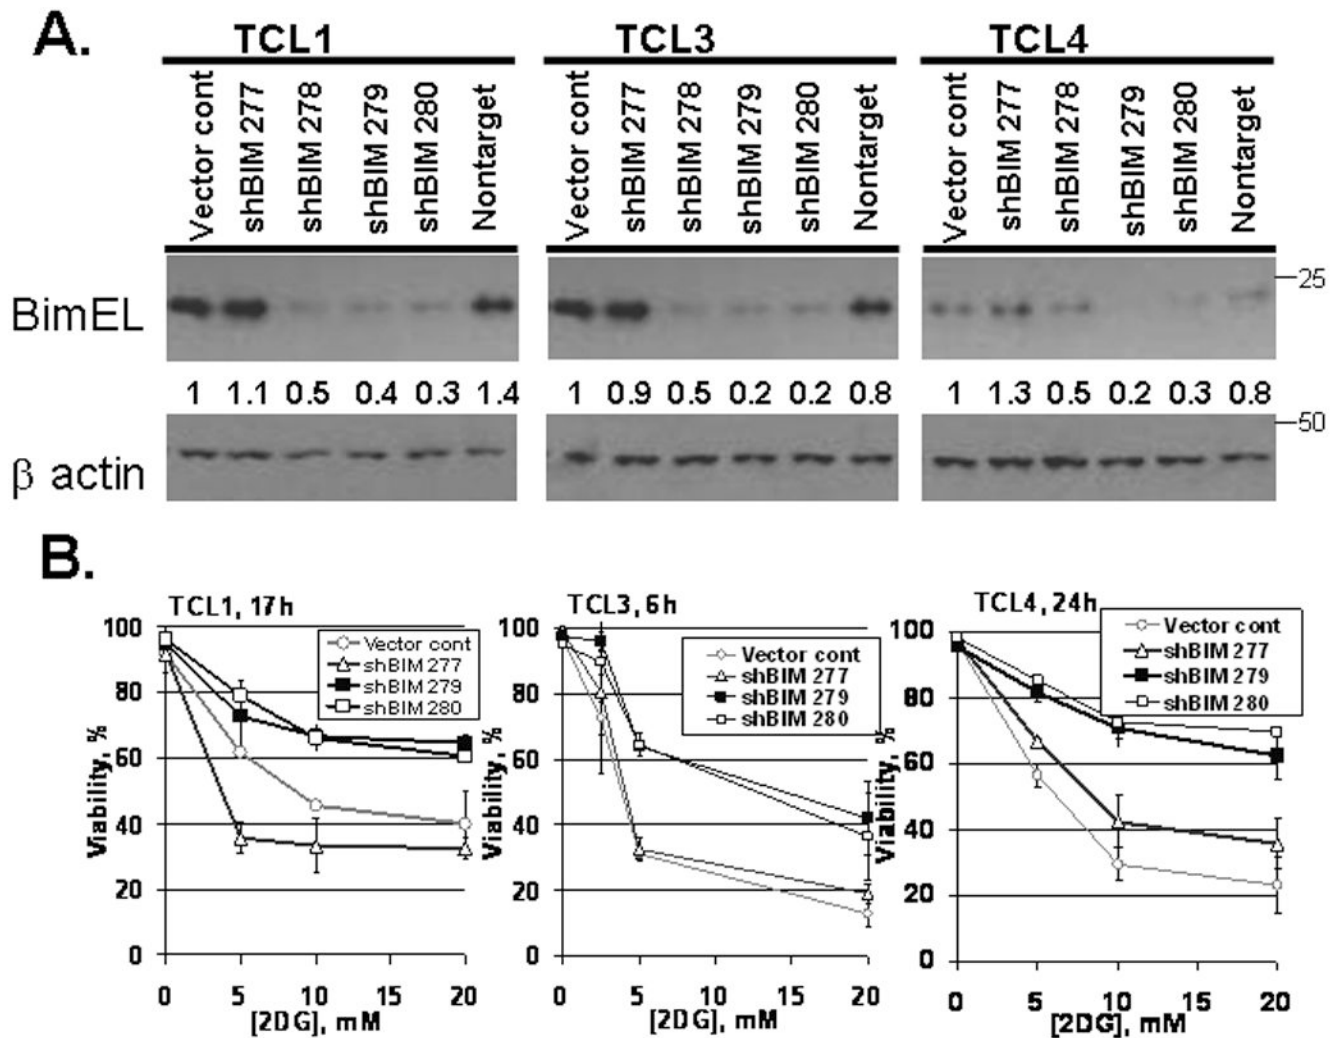 A.
TCL1 TCL3 TCL4
Vector cont shBIM 277 shBIM 278 shBIM 279 shBIM 280 Nontarget Vector cont shBIM 277 shBIM 278 shBIM 279 shBIM 280 Nontarget Vector cont shBIM 277 shBIM 278 shBIM 279 shBIM 280 Nontarget
25
BimEL
1 1.1 0.5 0.4 0.3 1.4 1 0.9 0.5 0.2 0.2 0.8 1 1.3 0.5 0.2 0.3 0.8
50
β actin
B.
TCL1, 17h
Viability, %
100
80
60
40
20
0
Vector cont
shBIM 277
shBIM 279
shBIM 280
0 5 10 15 20
[2DG], mM
TCL3, 6h
Viability, %
100
80
60
40
20
0
Vector cont
shBIM 277
shBIM 279
shBIM 280
0 5 10 15 20
[2DG], mM
TCL4, 24h
Viability, %
100
80
60
40
20
0
Vector cont
shBIM 277
shBIM 279
shBIM 280
0 5 10 15 20
[2DG], mM